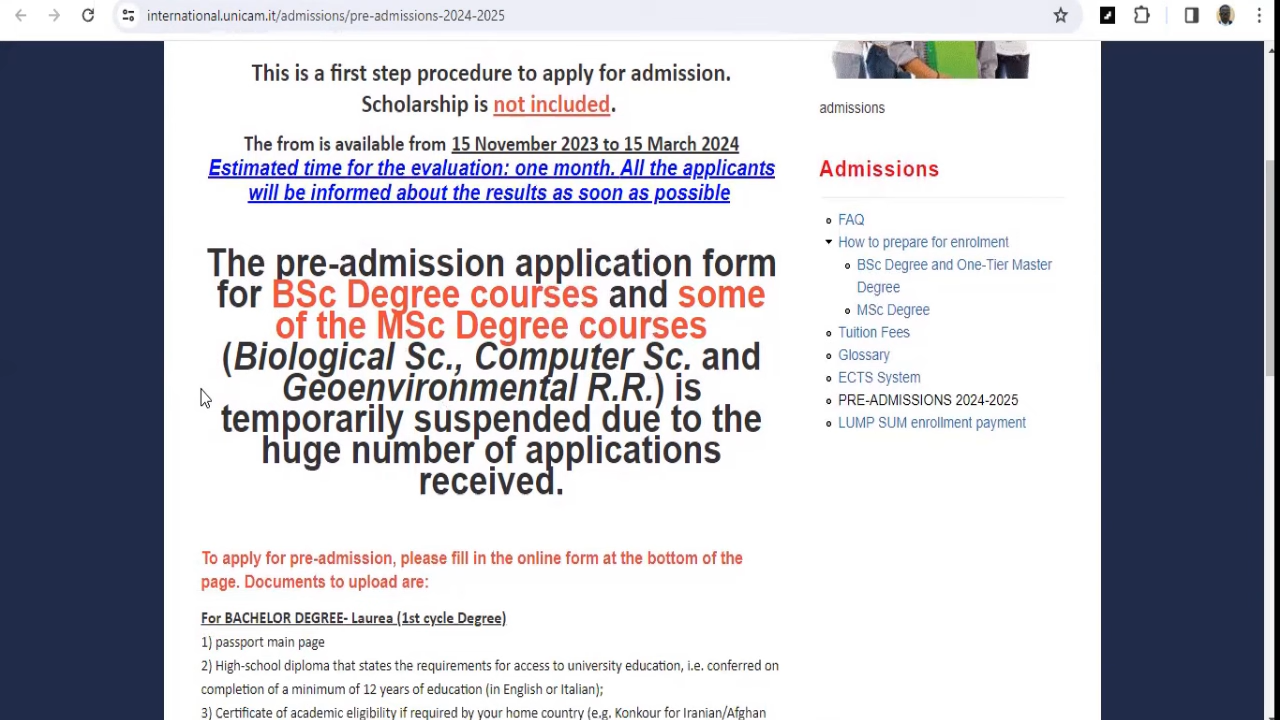 international.unicam.it/admissions/pre-admissions-2024-2025
This is a first step procedure to apply for admission.
Scholarship is not included.
The from is available from 15 November 2023 to 15 March 2024
Estimated time for the evaluation: one month. All the applicants
will be informed about the results as soon as possible
The pre-admission application form
for BSc Degree courses and some
of the MSc Degree courses
(Biological Sc., Computer Sc. and
Geoenvironmental R.R.) is
temporarily suspended due to the
huge number of applications
received.
To apply for pre-admission, please fill in the online form at the bottom of the
page. Documents to upload are:
For BACHELOR DEGREE- Laurea (1st cycle Degree)
1) passport main page
2) High-school diploma that states the requirements for access to university education, i.e. conferred on
completion of a minimum of 12 years of education (in English or Italian);
3) Certificate of academic eligibility if required by your home country (e.g. Konkour for Iranian/Afghan
admissions
Admissions
FAQ
How to prepare for enrolment
BSc Degree and One-Tier Master
Degree
MSc Degree
Tuition Fees
Glossary
ECTS System
PRE-ADMISSIONS 2024-2025
LUMP SUM enrollment payment